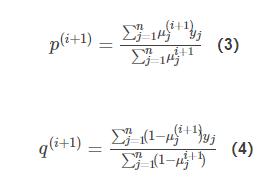 p^{(i+1)} = \frac{\sum_{j=1}^{n} \mu_j^{(i+1)} y_j}{\sum_{j=1}^{n} \mu_j^{i+1}} (3)
q^{(i+1)} = \frac{\sum_{j=1}^{n} (1-\mu_j^{(i+1)}) y_j}{\sum_{j=1}^{n} (1-\mu_j^{i+1})} (4)